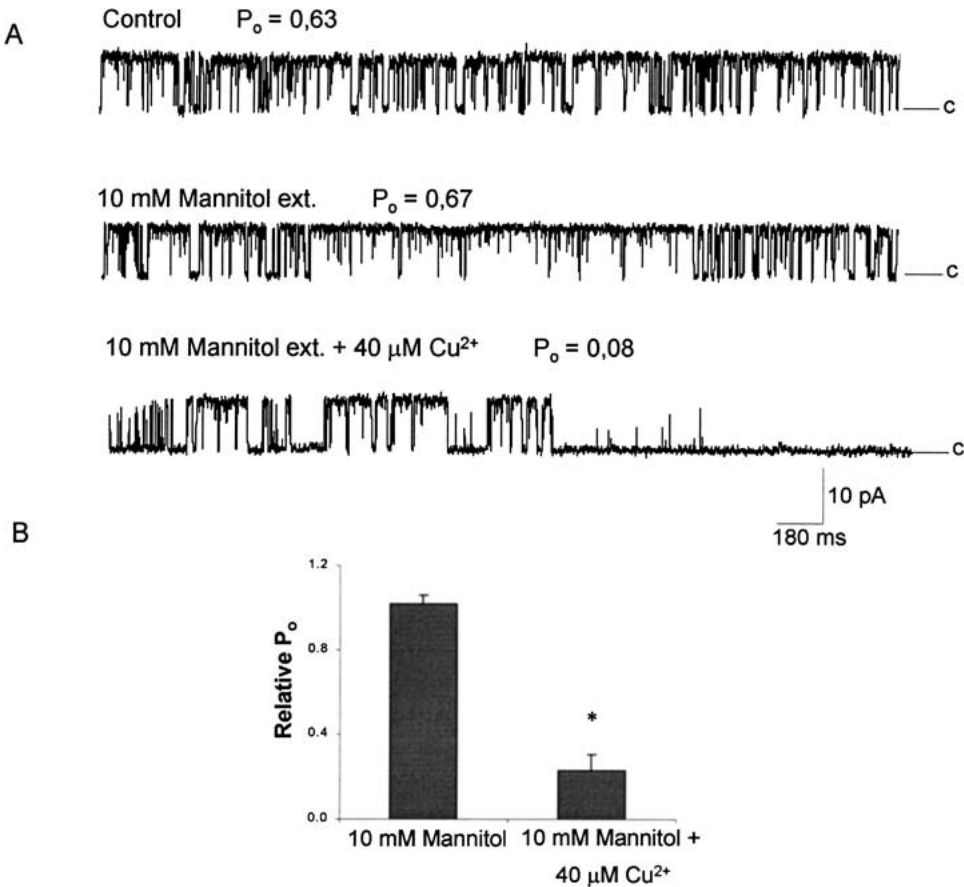 A
Control P₀ = 0,63
C
10 mM Mannitol ext. P₀ = 0,67
C
10 mM Mannitol ext. + 40 μM Cu²⁺ P₀ = 0,08
C
10 pA
180 ms
B
1.2
0.8
0.4
0.0
Relative P₀
*
10 mM Mannitol
10 mM Mannitol +
40 μM Cu²⁺